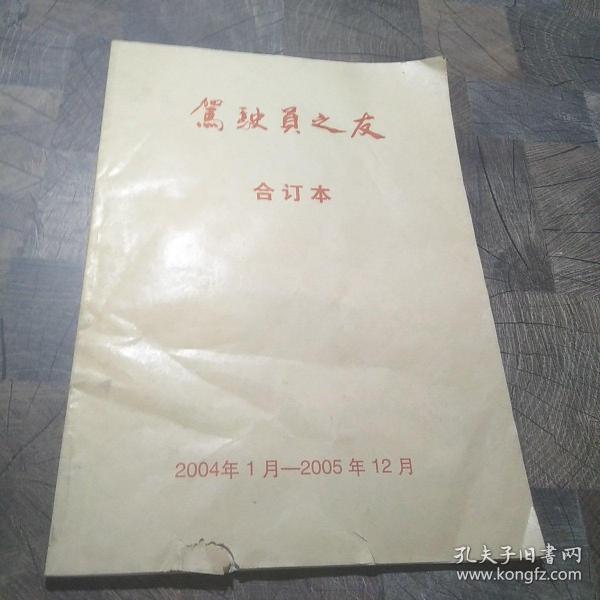 駕駛員之友
合订本
2004年1月—2005年12月
孔夫子旧書网
www.kongfz.com